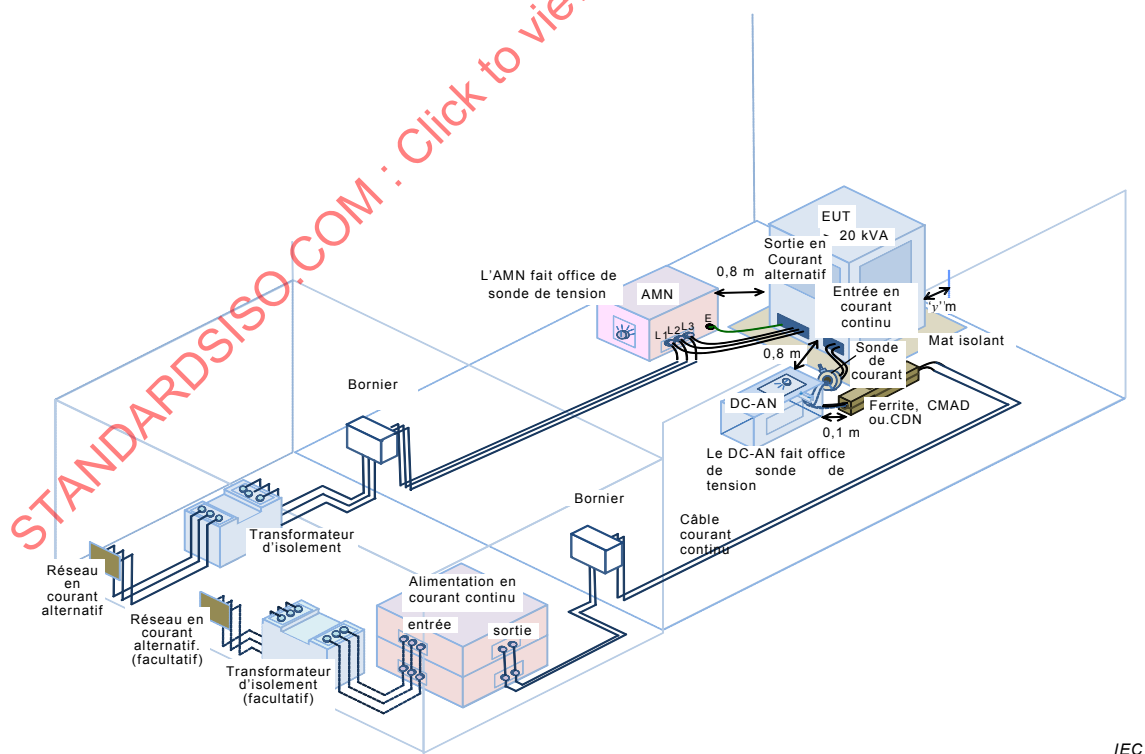 STANDARDSISO.COM : Click to vie
EUT
> 20 kVA
Sortie en
Courant
alternatif
0,8 m
L'AMN fait office de
sonde de tension
AMN
E
L1
L2
L3
Entrée en
courant
continu
"y"m
Mat isolant
0,8 m
Sonde
de
courant
DC-AN
Ferrite, CMAD
ou.CDN
0,1 m
Le DC-AN fait office
de sonde de
tension
Bornier
Bornier
Câble
courant
continu
Transformateur
d'isolement
Réseau
en
courant
alternatif
Alimentation en
courant continu
entrée
sortie
Réseau en
courant
alternatif.
(facultatif)
Transformateur
d'isolement
(facultatif)
IEC